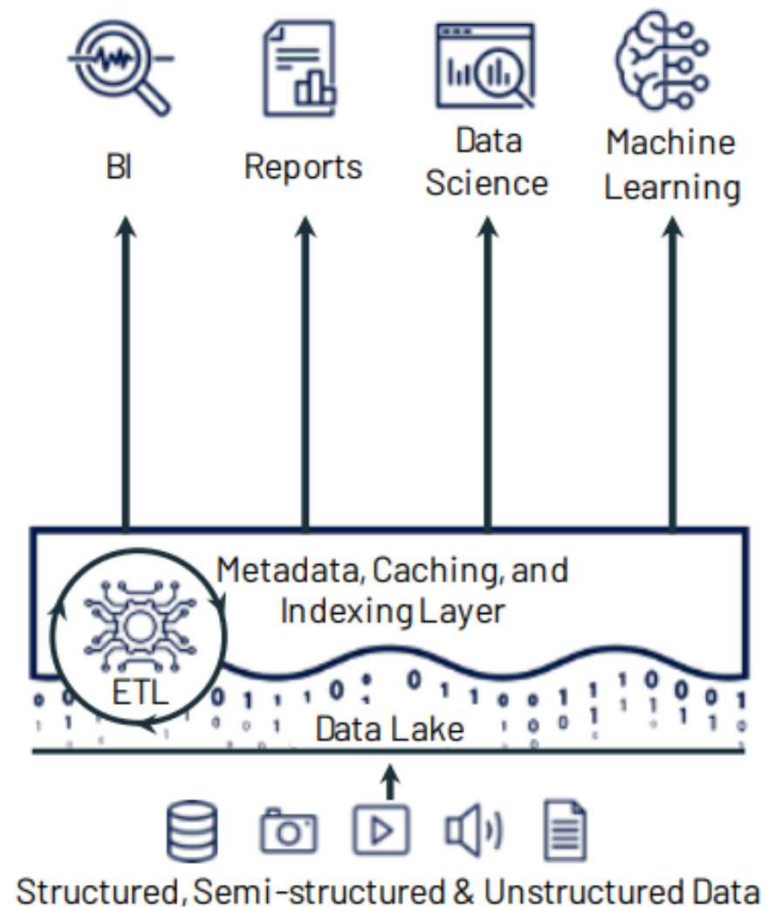 BI
Reports
Data
Science
Machine
Learning
Metadata, Caching, and
Indexing Layer
ETL
Data Lake
Structured, Semi-structured & Unstructured Data